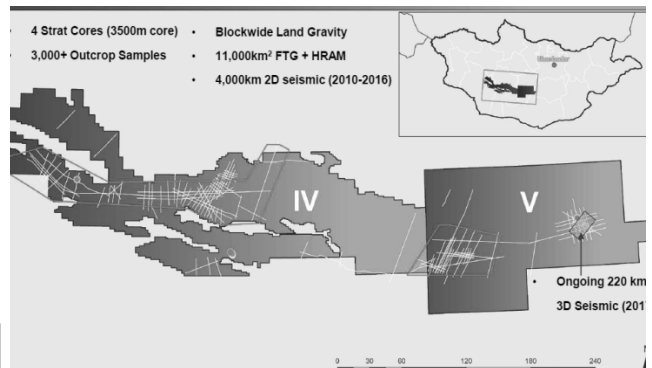 • 4 Strat Cores (3500m core)
• 3,000+ Outcrop Samples
• Blockwide Land Gravity
• 11,000km² FTG + HRAM
• 4,000km 2D seismic (2010-2016)
Ulaanbaatar
IV
V
• Ongoing 220 km
3D Seismic (201
0 30 60 120 180 240